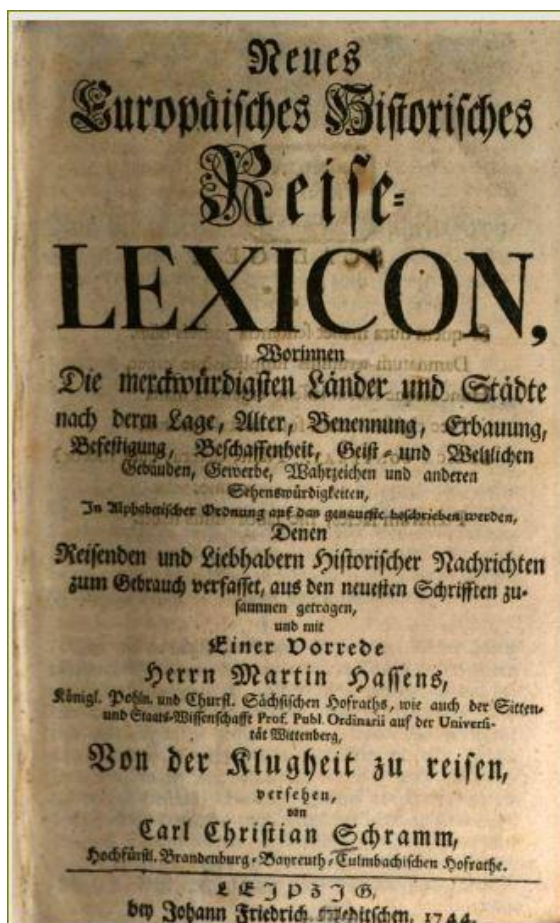 Neues
Europäisches Historisches
Reise-
LEXICON,
Worinnen
Die merckwürdigsten Länder und Städte
nach deren Lage, Alter, Benennung, Erbauung,
Befestigung, Beschaffenheit, Geist- und Weltlichen
Gebäuden, Gewerbe, Wahrzeichen und anderen
Sehenswürdigkeiten,
In Alphabetischer Ordnung auf das genaueste beschrieben werden,
Denen
Reisenden und Liebhabern Historischer Nachrichten
zum Gebrauch verfasset, aus den neuesten Schrifften zu-
sammen getragen,
und mit
Einer Vorrede
Herrn Martin Hassens,
Königl. Pohln. und Churfl. Sächsischen Hofraths, wie auch der Sitten-
und Staats-Wissenschafft Prof. Publ. Ordinarii auf der Universi-
tät Wittenberg,
Von der Klugheit zu reisen,
versehen,
von
Carl Christian Schramm,
Hochfürstl. Brandenburg-Bayreuth-Culmbachischen Hofrathe.
LEIPZIG,
bey Johann Friedrich Gleditschen, 1744.